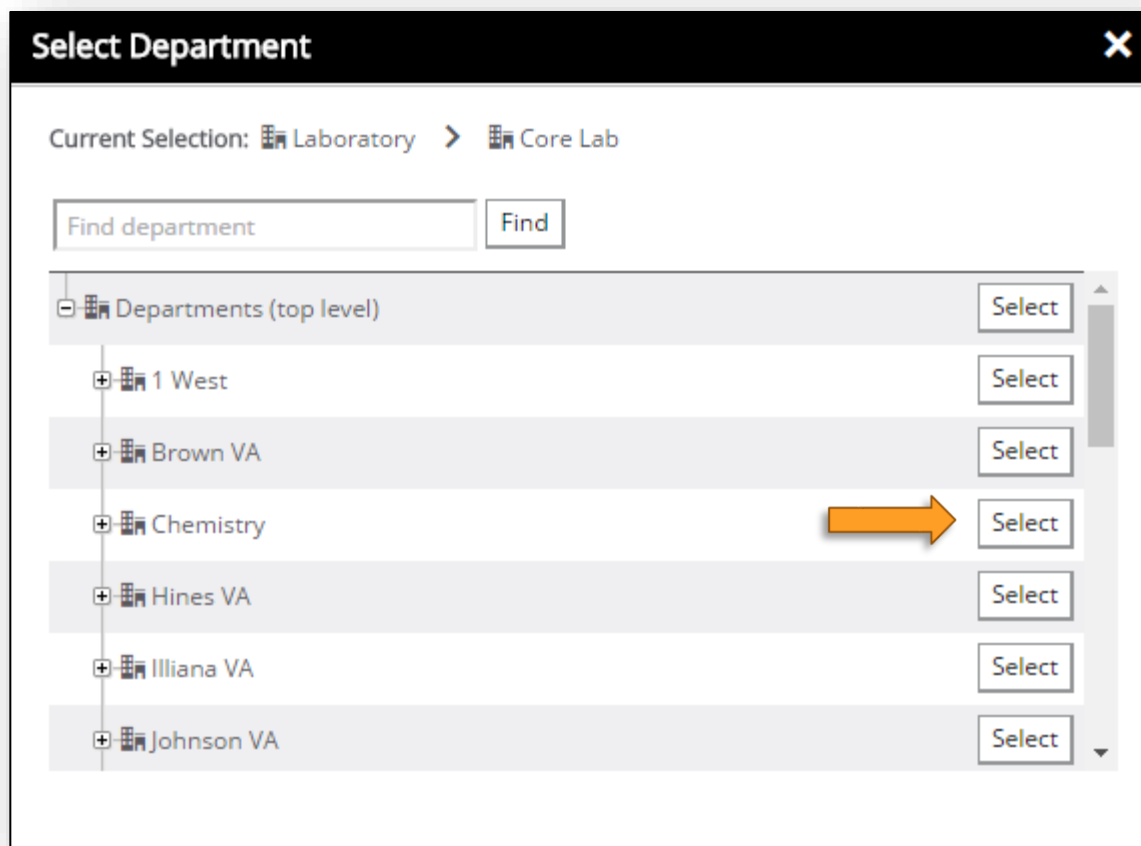 Select Department
Current Selection: Laboratory > Core Lab
Find department Find
Departments (top level) Select
1 West Select
Brown VA Select
Chemistry Select
Hines VA Select
Illiana VA Select
Johnson VA Select